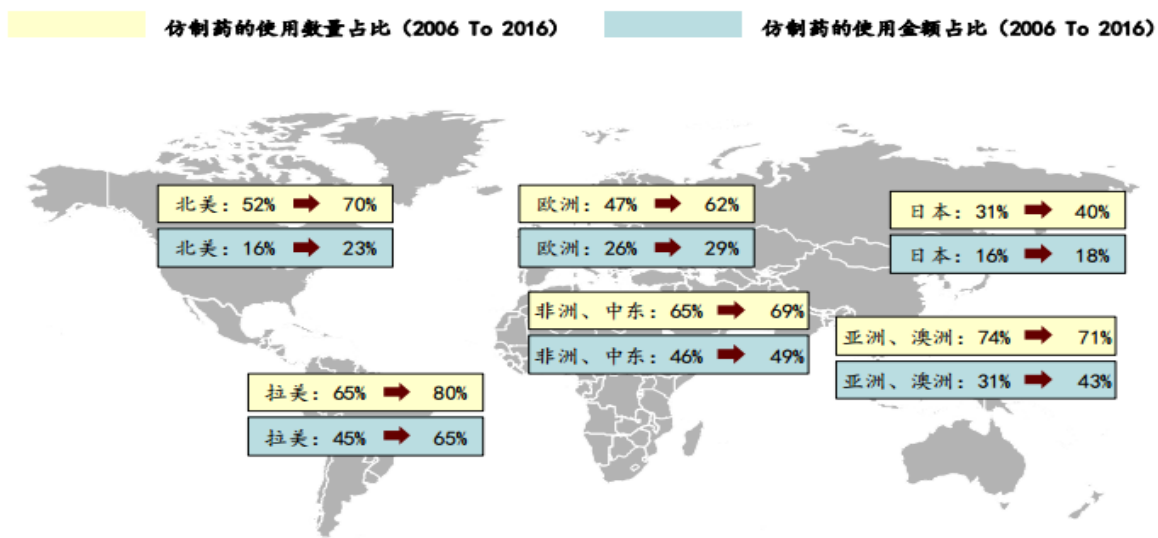 仿制药的使用数量占比（2006 To 2016）
仿制药的使用金额占比（2006 To 2016）
北美：52% 70%
北美：16% 23%
欧洲：47% 62%
欧洲：26% 29%
日本：31% 40%
日本：16% 18%
非洲、中东：65% 69%
非洲、中东：46% 49%
亚洲、澳洲：74% 71%
亚洲、澳洲：31% 43%
拉美：65% 80%
拉美：45% 65%